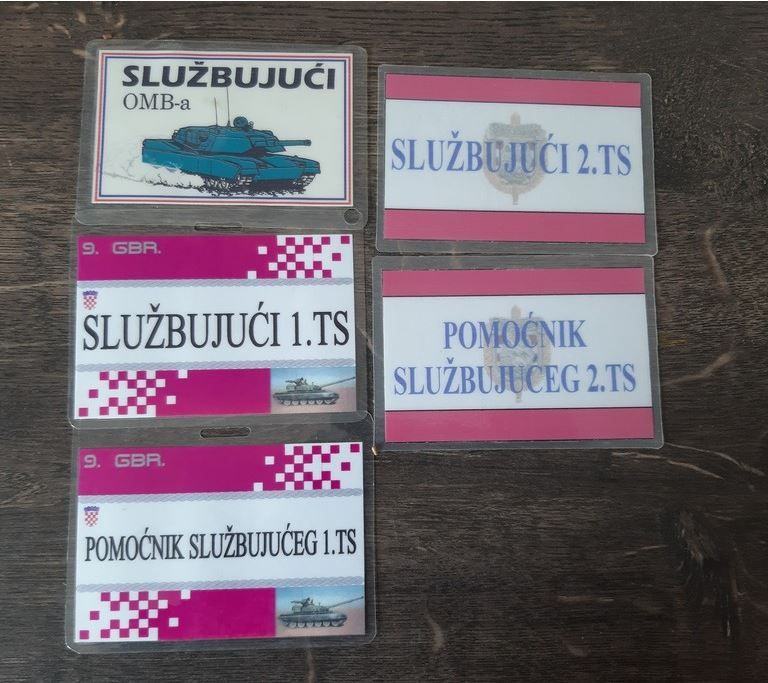 SLUŽBUJUĆI
OMB-a
9. GBR.
SLUŽBUJUĆI 1.TS
9. GBR.
POMOĆNIK SLUŽBUJUĆEG 1.TS
SLUŽBUJUĆI 2.TS
POMOĆNIK
SLUŽBUJUĆEG 2.TS